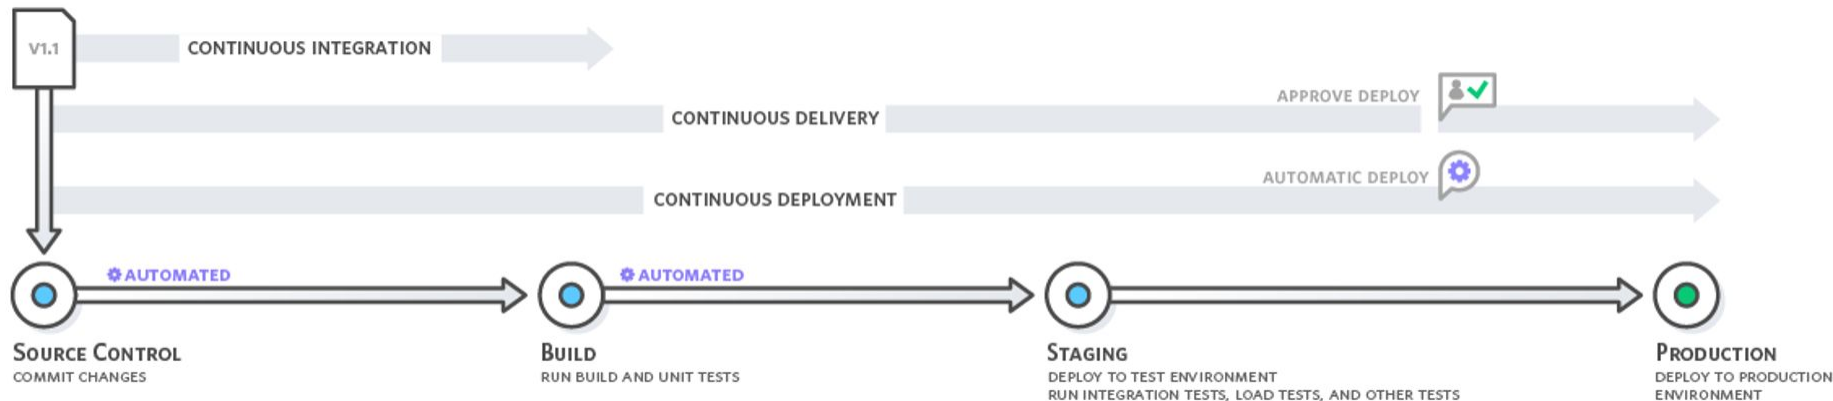 V1.1
CONTINUOUS INTEGRATION
APPROVE DEPLOY
CONTINUOUS DELIVERY
AUTOMATIC DEPLOY
CONTINUOUS DEPLOYMENT
AUTOMATED
AUTOMATED
SOURCE CONTROL
COMMIT CHANGES
BUILD
RUN BUILD AND UNIT TESTS
STAGING
DEPLOY TO TEST ENVIRONMENT
RUN INTEGRATION TESTS, LOAD TESTS, AND OTHER TESTS
PRODUCTION
DEPLOY TO PRODUCTION
ENVIRONMENT